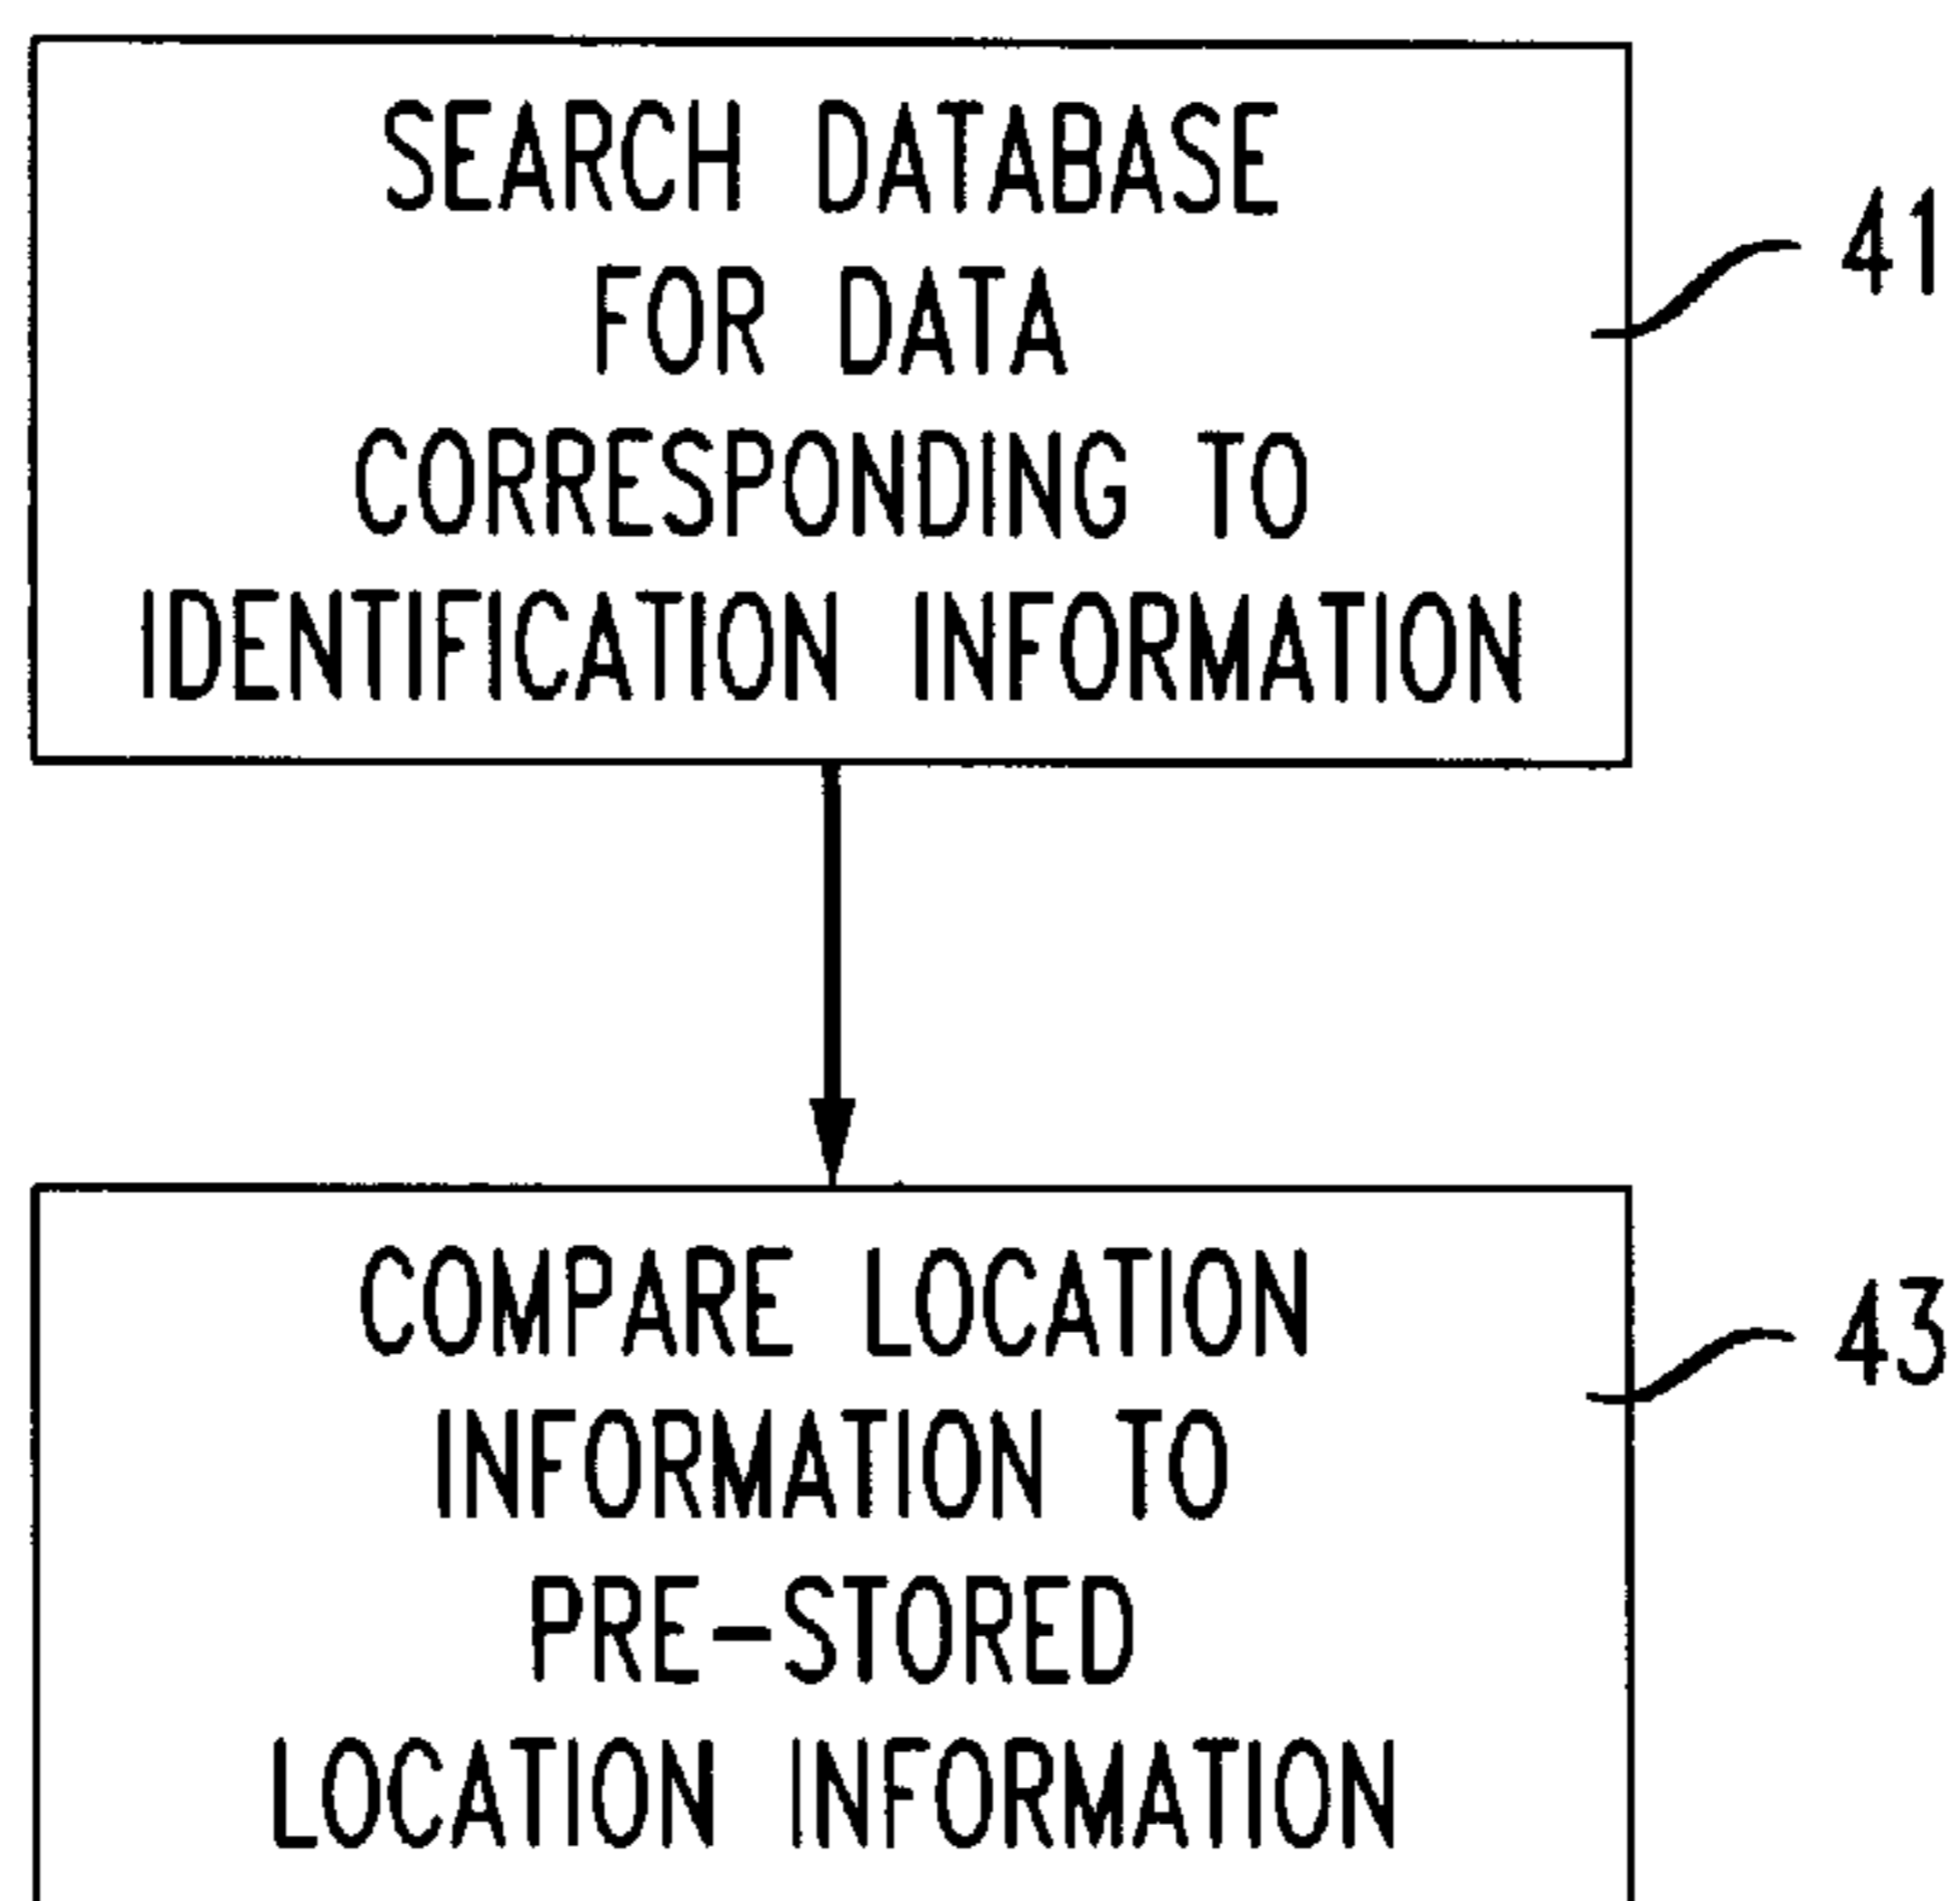 SEARCH DATABASE
FOR DATA
CORRESPONDING TO
IDENTIFICATION INFORMATION
41
COMPARE LOCATION
INFORMATION TO
PRE-STORED
LOCATION INFORMATION
43